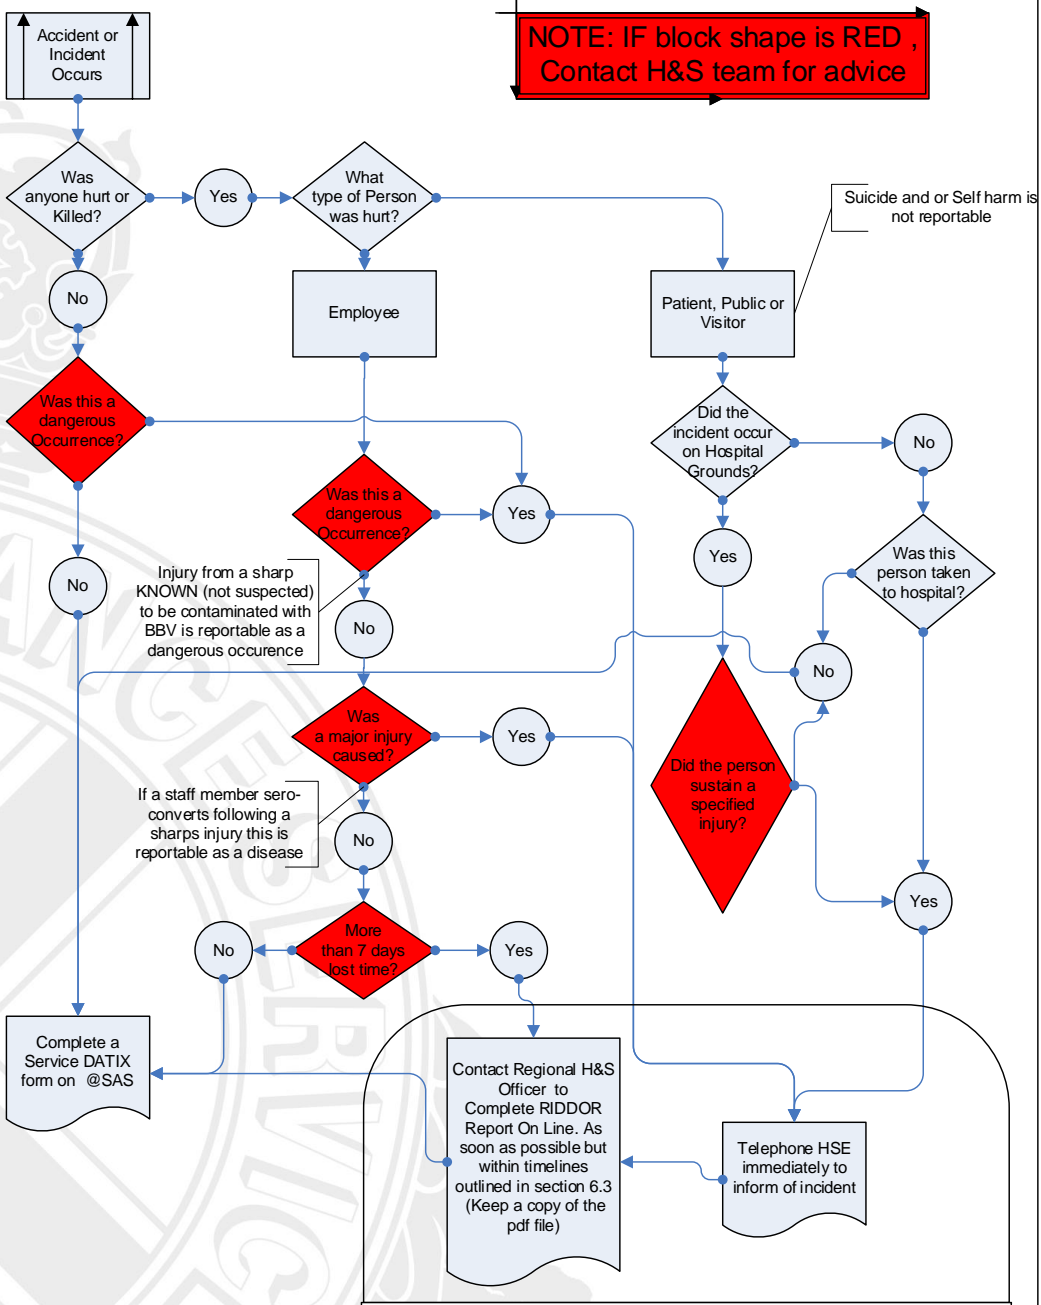 Accident or
Incident
Occurs
NOTE: IF block shape is RED ,
Contact H&S team for advice
Was
anyone hurt or
Killed?
Yes
What
type of Person
was hurt?
Suicide and or Self harm is
not reportable
No
Employee
Patient, Public or
Visitor
Was this a
dangerous
Occurrence?
Did the
incident occur
on Hospital
Grounds?
No
Was this a
dangerous
Occurrence?
Yes
Yes
Was this
person taken
to hospital?
No
Injury from a sharp
KNOWN (not suspected)
to be contaminated with
BBV is reportable as a
dangerous occurence
No
No
Was
a major injury
caused?
Yes
Did the person
sustain a
specified
injury?
If a staff member sero-
converts following a
sharps injury this is
reportable as a disease
No
Yes
No
More
than 7 days
lost time?
Yes
Complete a
Service DATIX
form on @SAS
Contact Regional H&S
Officer to
Complete RIDDOR
Report On Line. As
soon as possible but
within timelines
outlined in section 6.3
(Keep a copy of the
pdf file)
Telephone HSE
immediately to
inform of incident
ANCE SERVIC